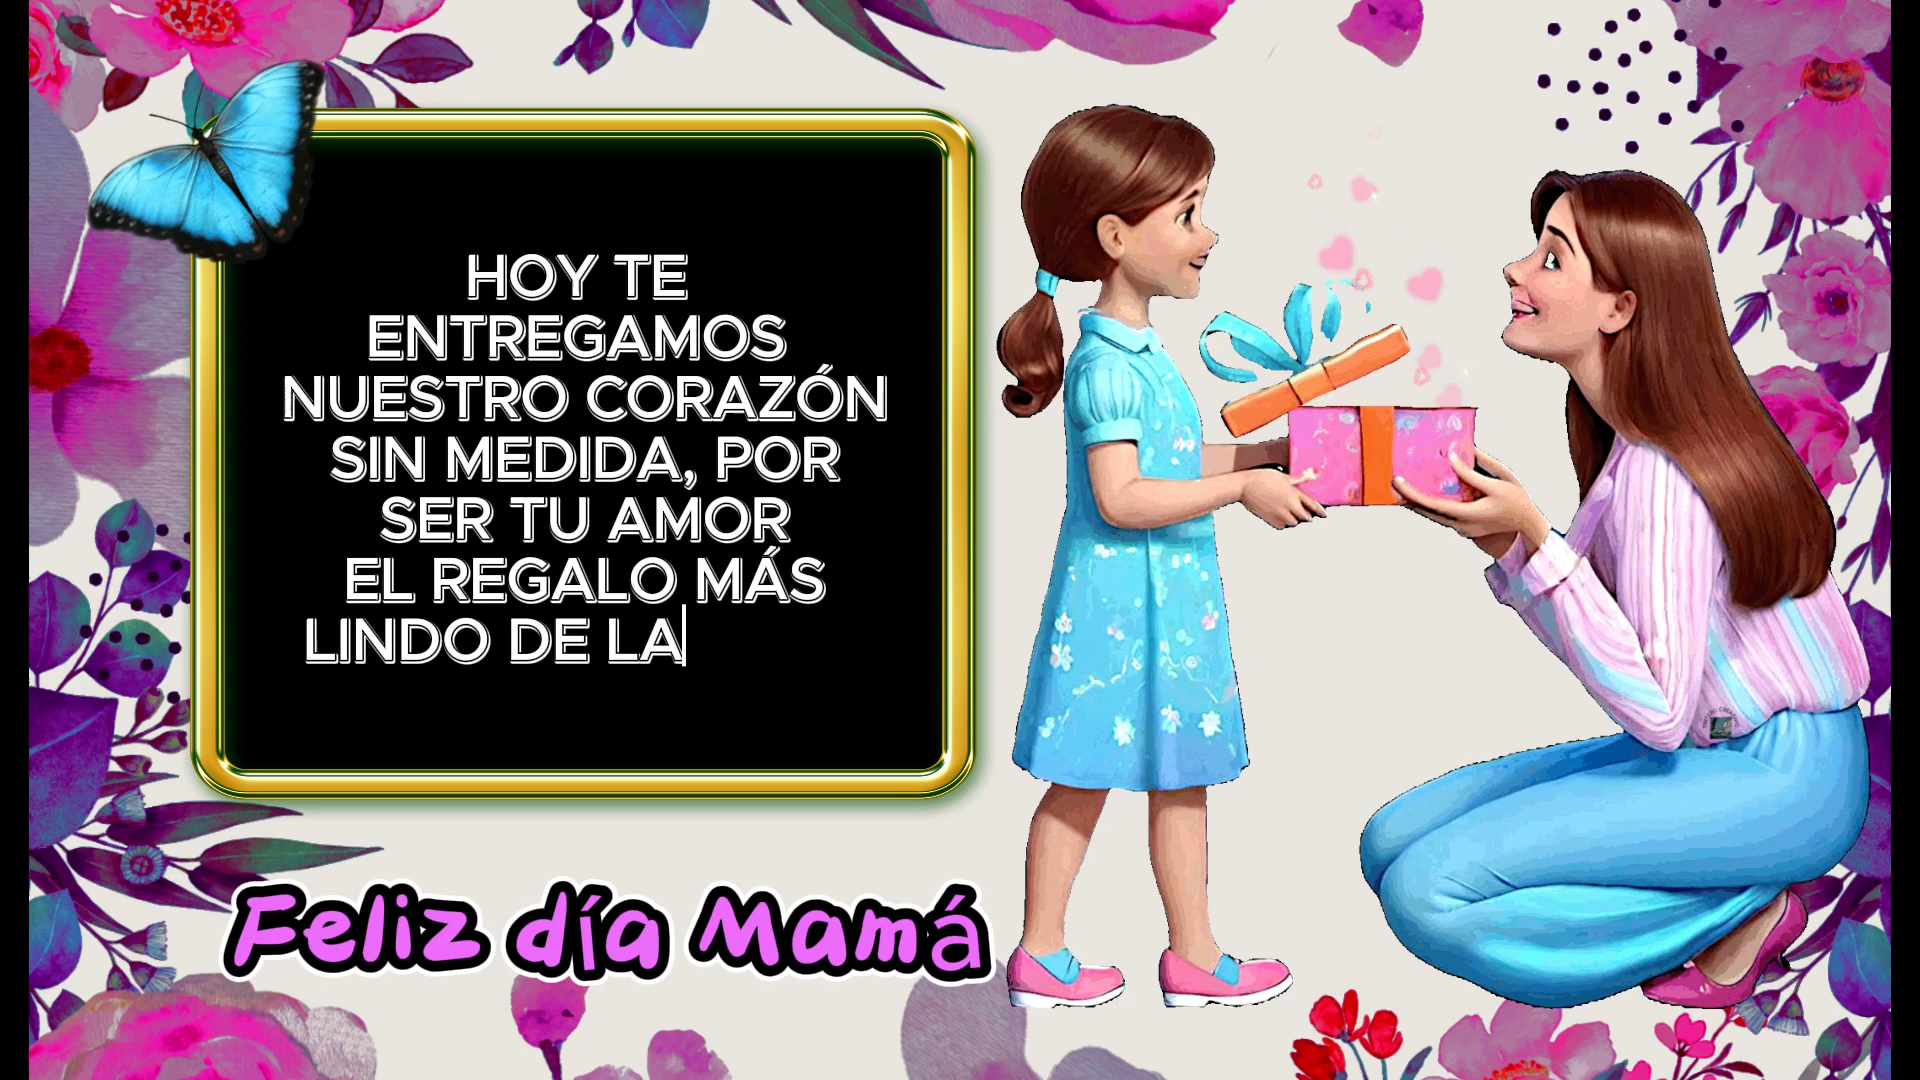 HOY TE
ENTREGAMOS
NUESTRO CORAZÓN
SIN MEDIDA, POR
SER TU AMOR
EL REGALO MÁS
LINDO DE LA
Feliz día Mamá